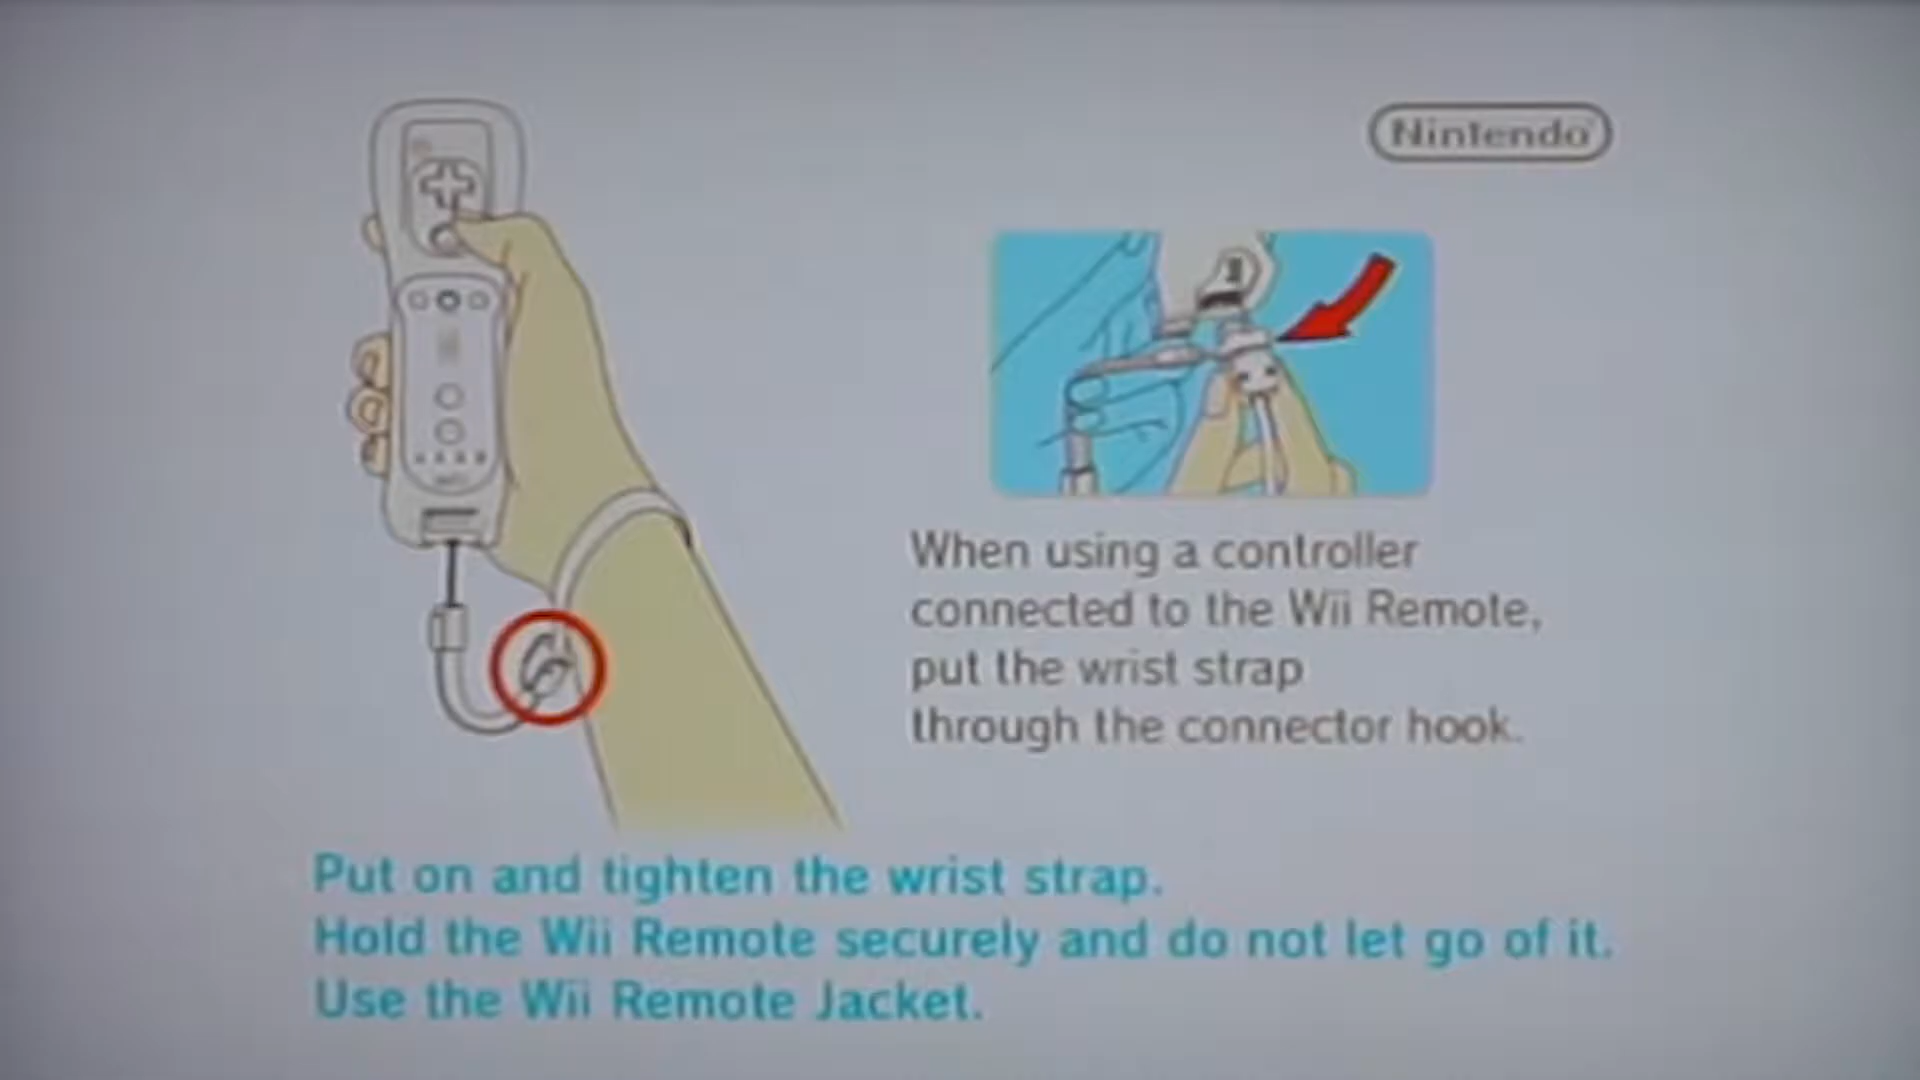 Nintendo
When using a controller
connected to the Wii Remote,
put the wrist strap
through the connector hook.
Put on and tighten the wrist strap.
Hold the Wii Remote securely and do not let go of it.
Use the Wii Remote Jacket.